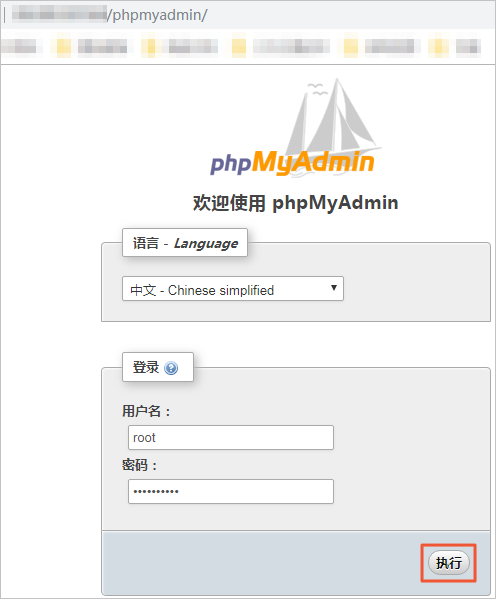 /phpmyadmin/
phpMyAdmin
欢迎使用 phpMyAdmin
语言 - Language
中文 - Chinese simplified
登录
用户名：
root
密码：
••••••••••
执行